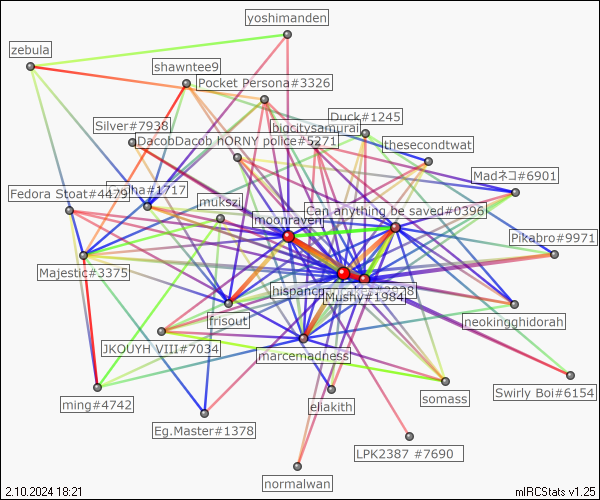 yoshimanden
zebula
shawntee9
Pocket Persona#3326
Duck#1245
Silver#7938
bigcitysamurai
DacobDacob hORNY police#5271
thesecondtwat
Madネコ#6901
Fedora Stoat#4479
#1717
mukszi
Can anything be saved#0396
moonraven
Pikabro#9971
Majestic#3375
Mushy#1984
neokingghidorah
frisout
JKOUYH VIII#7034
marcemadness
ming#4742
eliakith
somass
Swirly Boi#6154
Eg.Master#1378
LPK2387 #7690
normalwan
2.10.2024 18:21
mIRCStats v1.25